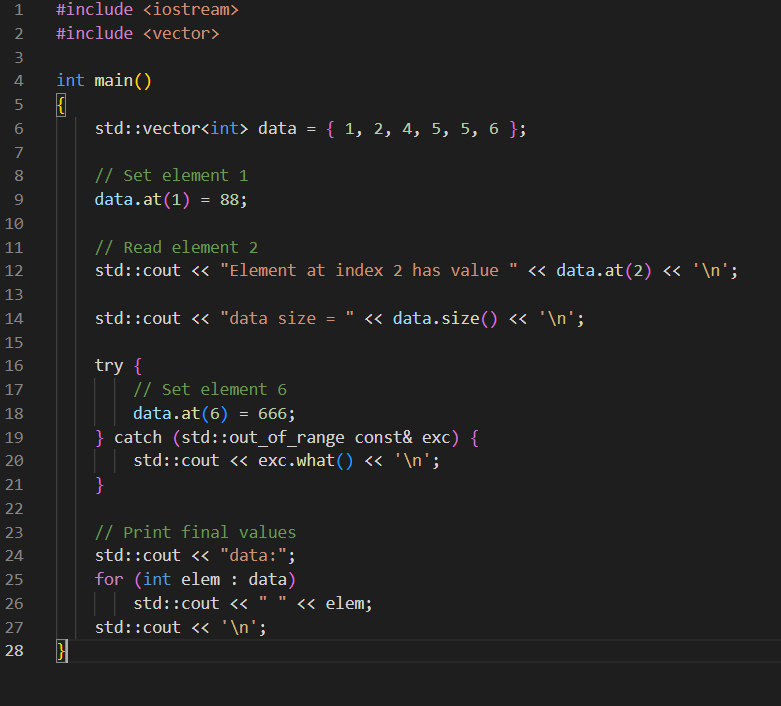 1 #include <iostream>
2 #include <vector>
3
4 int main()
5 {
6     std::vector<int> data = { 1, 2, 4, 5, 5, 6 };
7
8     // Set element 1
9     data.at(1) = 88;
10
11     // Read element 2
12     std::cout << "Element at index 2 has value " << data.at(2) << '\n';
13
14     std::cout << "data size = " << data.size() << '\n';
15
16     try {
17         // Set element 6
18         data.at(6) = 666;
19     } catch (std::out_of_range const& exc) {
20         std::cout << exc.what() << '\n';
21     }
22
23     // Print final values
24     std::cout << "data:";
25     for (int elem : data)
26         std::cout << " " << elem;
27     std::cout << '\n';
28 }